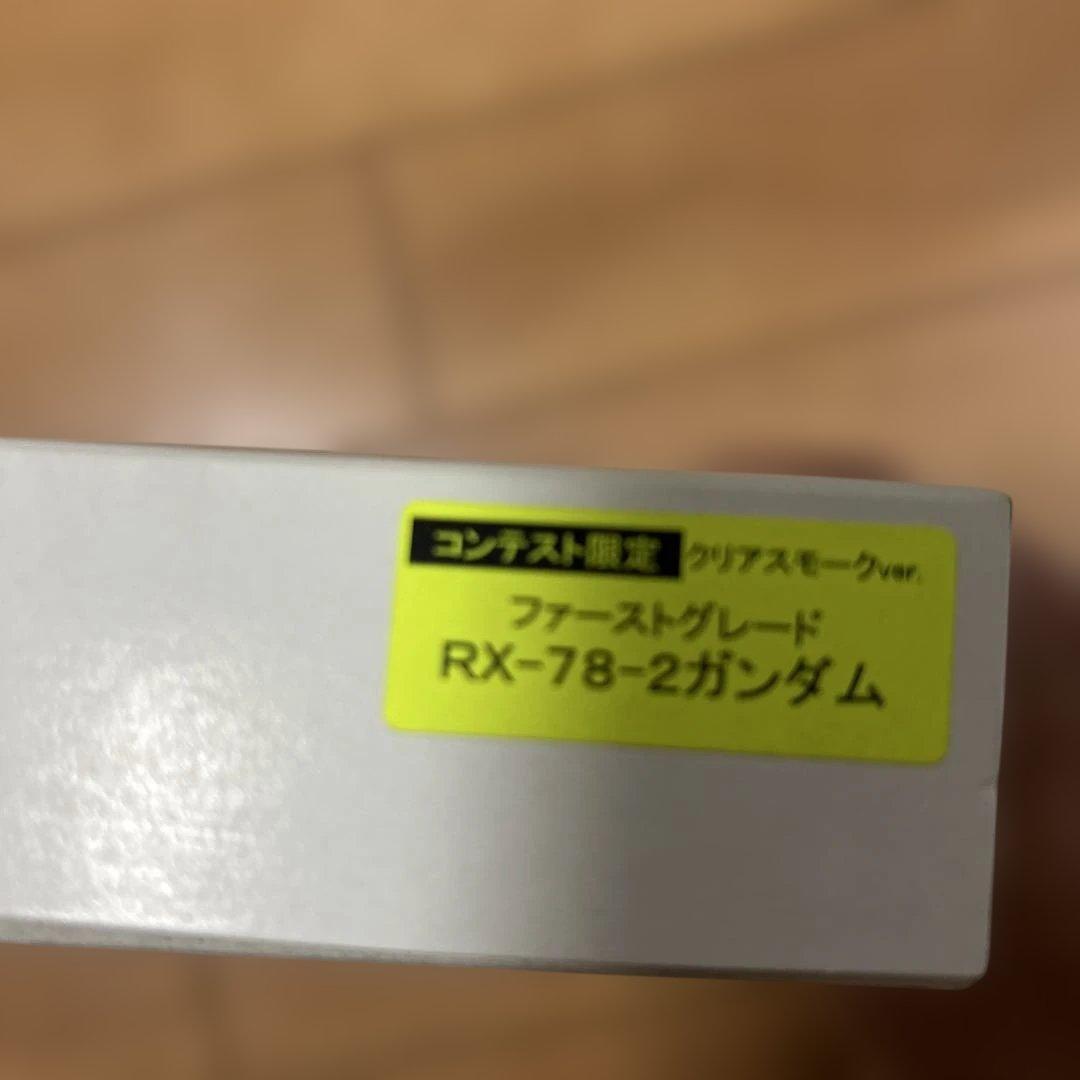 コンテスト限定 クリアスモークver.
ファーストグレード
RX-78-2ガンダム